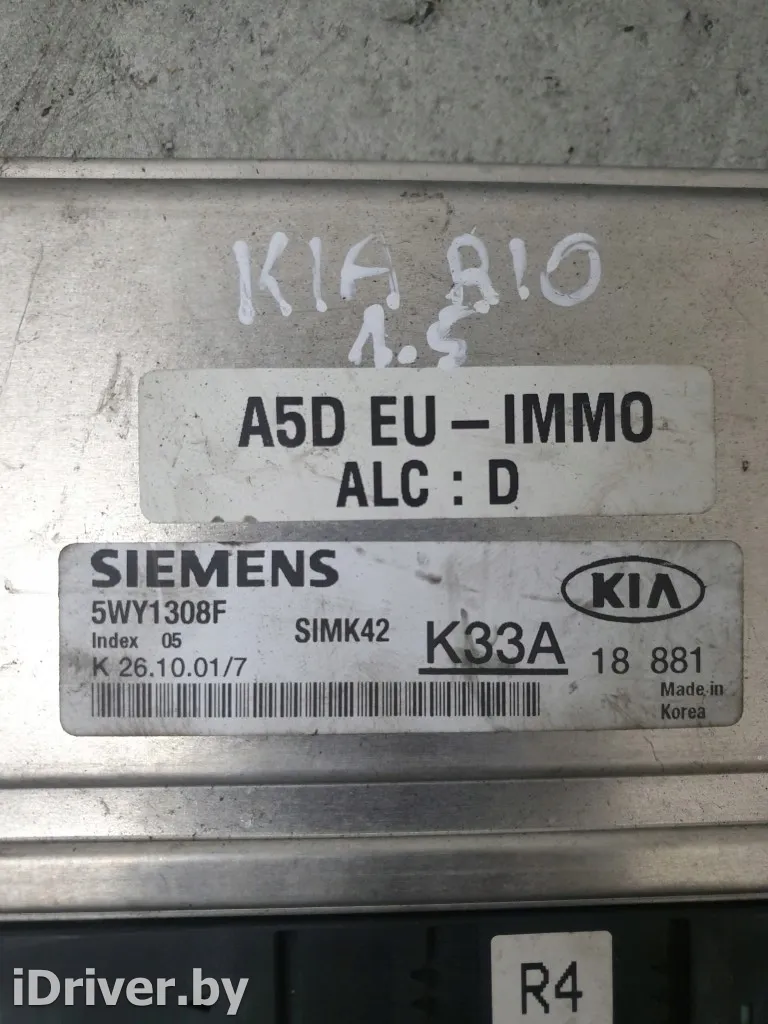 KIA RIO
1.5
A5D EU – IMMO
ALC : D
SIEMENS
KIA
5WY1308F
Index 05
SIMK42
K33A
18 881
K 26.10.01/7
Made in
Korea
R4
iDriver.by